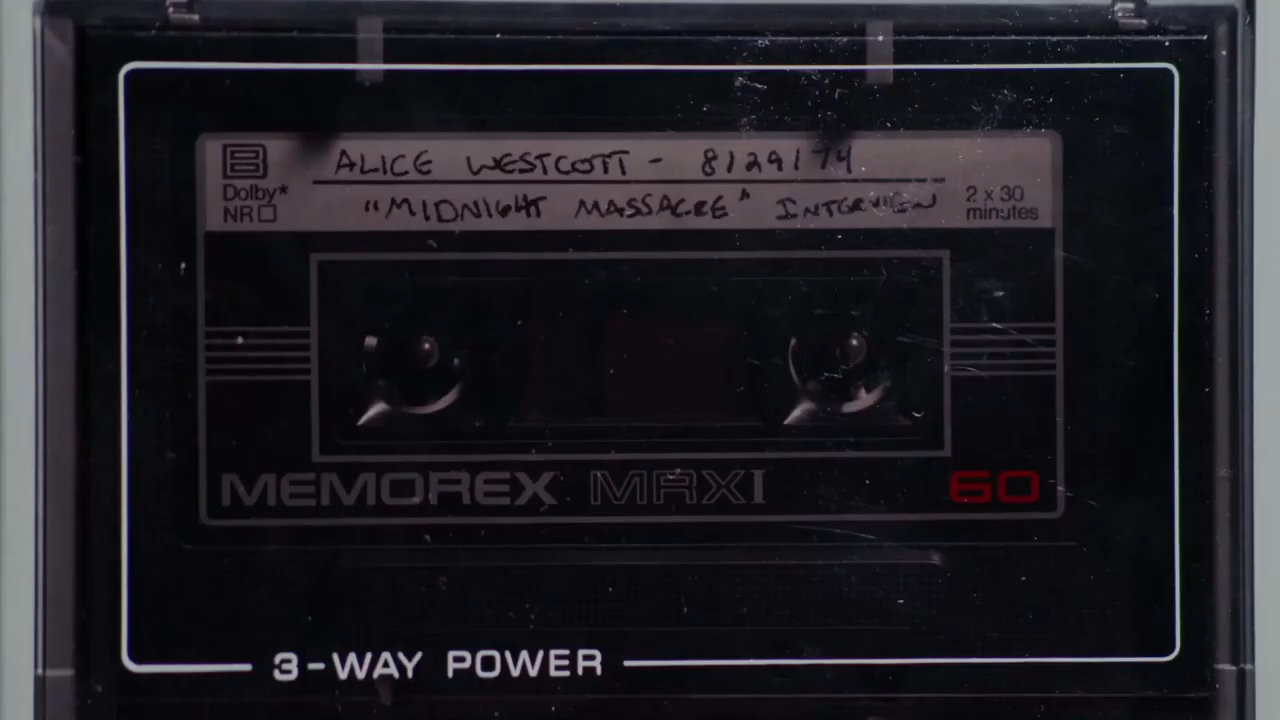 B
ALICE WESTCOTT - 8/29/74
Dolby*
NR
"MIDNIGHT MASSACRE" INTERVIEW
2 x 30
minutes
MEMOREX MRXI
60
3-WAY POWER